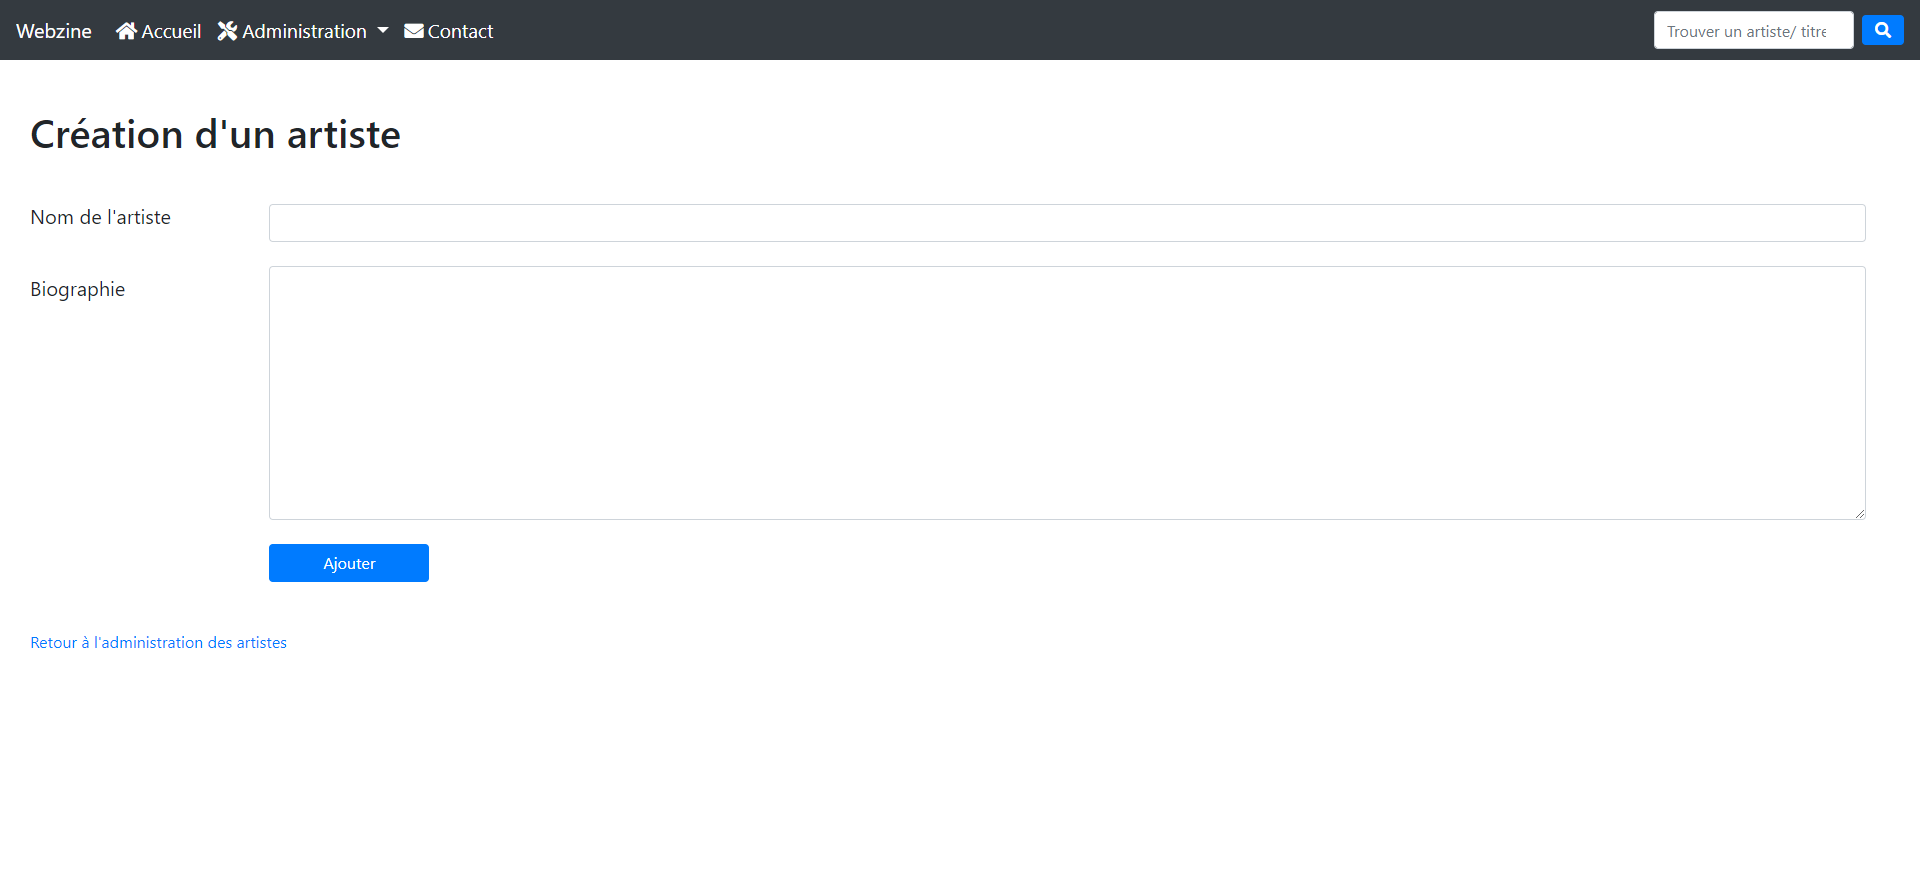 Webzine Accueil Administration Contact Trouver un artiste/ titre
Création d'un artiste
Nom de l'artiste
Biographie
Ajouter
Retour à l'administration des artistes